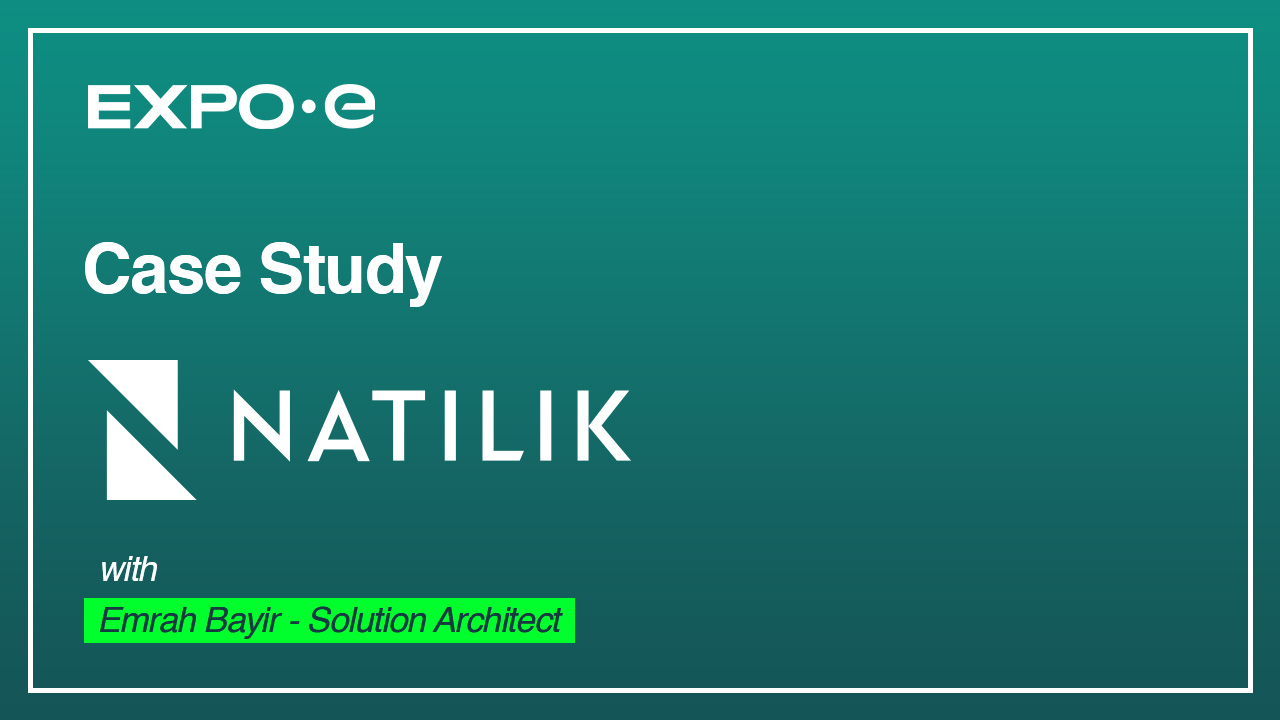 EXPO·e
Case Study
NATILIK
with
Emrah Bayir - Solution Architect